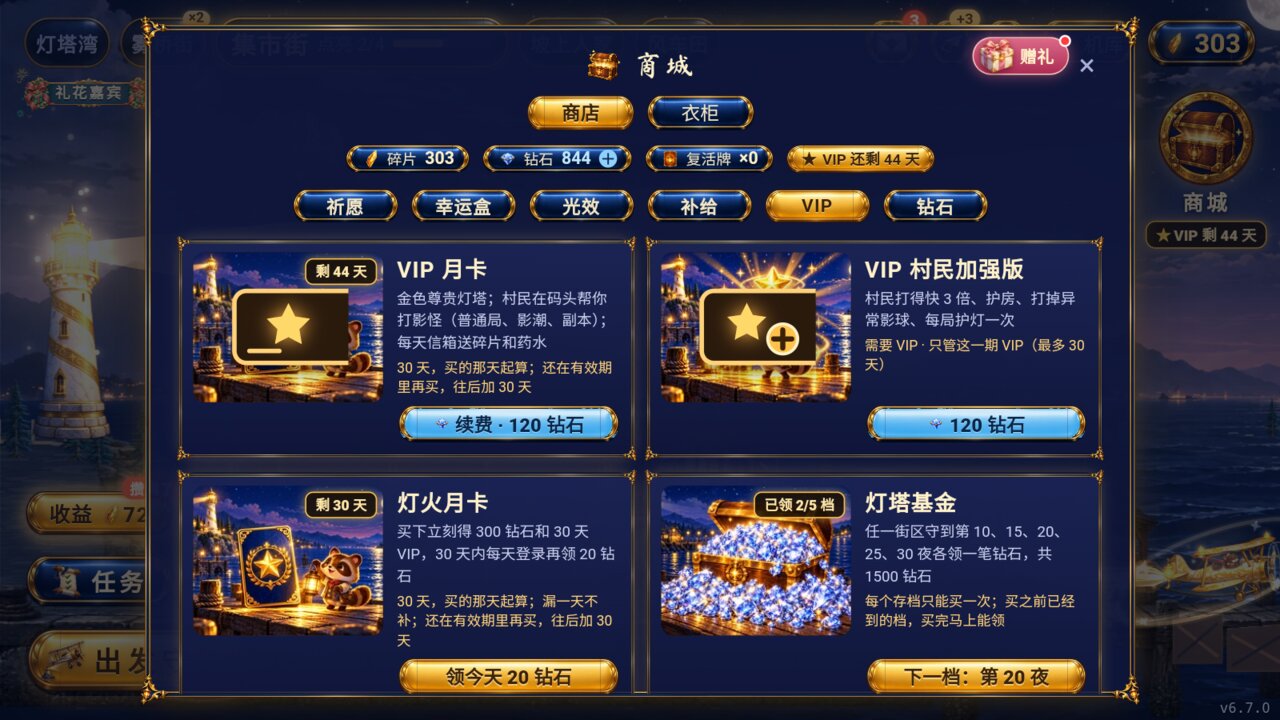 灯塔湾
×2
集市街
3
+3
303
礼花嘉宾
商城
赠礼
×
商店
衣柜
碎片 303
钻石 844
复活牌 ×0
★ VIP 还剩 44 天
祈愿
幸运盒
光效
补给
VIP
钻石
商城
★VIP 剩 44 天
剩 44 天
VIP 月卡
金色尊贵灯塔；村民在码头帮你
打影怪（普通局、影潮、副本）；
每天信箱送碎片和药水
30 天，买的那天起算；还在有效期
里再买，往后加 30 天
续费 · 120 钻石
VIP 村民加强版
村民打得快 3 倍、护房、打掉异
常影球、每局护灯一次
需要 VIP · 只管这一期 VIP（最多 30
天）
120 钻石
收益 72
任务
出发
剩 30 天
灯火月卡
买下立刻得 300 钻石和 30 天
VIP，30 天内每天登录再领 20 钻
石
30 天，买的那天起算；漏一天不
补；还在有效期里再买，往后加 30
天
领今天 20 钻石
已领 2/5 档
灯塔基金
任一街区守到第 10、15、20、
25、30 夜各领一笔钻石，共
1500 钻石
每个存档只能买一次；买之前已经
到的档，买完马上能领
下一档：第 20 夜
v6.7.0